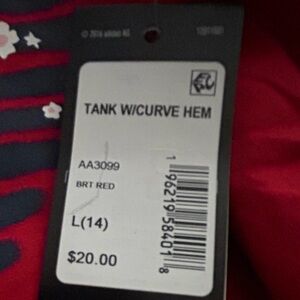 © 2016 adidas AG
TANK W/CURVE HEM
AA3099
BRT RED
L(14)
$20.00
1 96219 58401 8